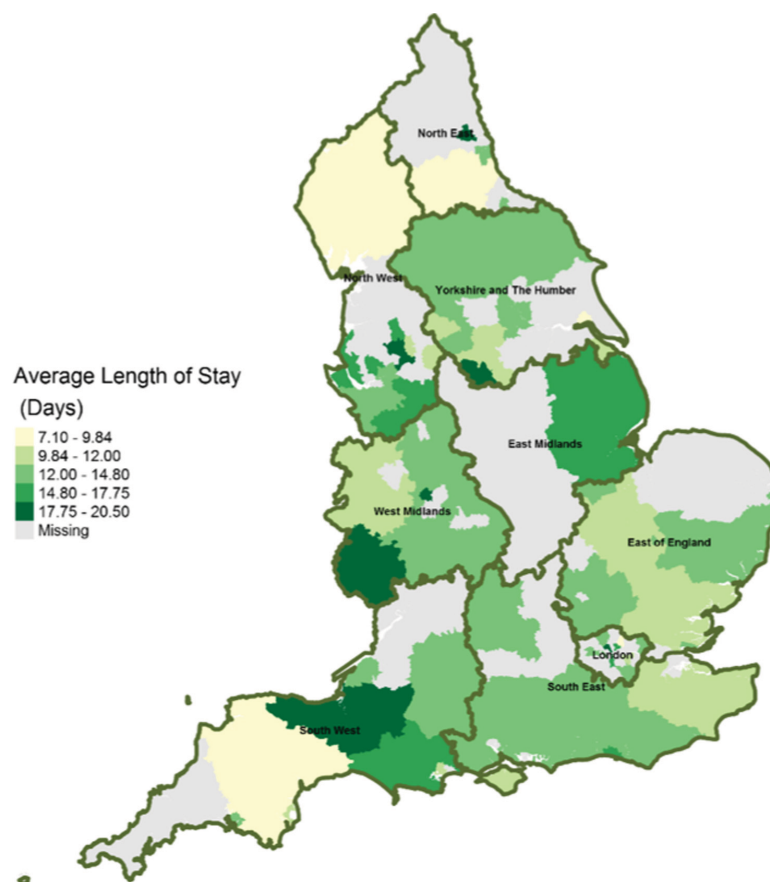 North East
North West
Yorkshire and The Humber
Average Length of Stay
(Days)
7.10 - 9.84
9.84 - 12.00
12.00 - 14.80
14.80 - 17.75
17.75 - 20.50
Missing
East Midlands
West Midlands
East of England
London
South East
South West